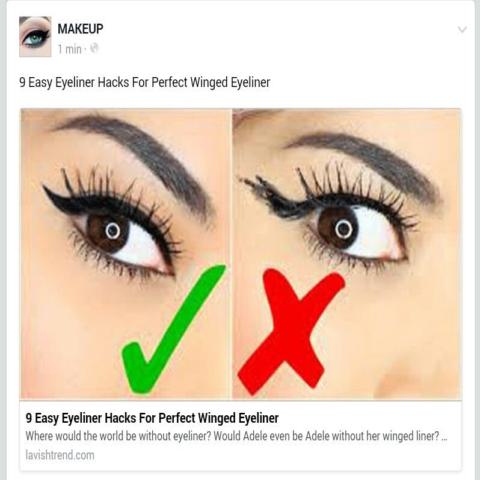 MAKEUP
1 min ·
9 Easy Eyeliner Hacks For Perfect Winged Eyeliner
9 Easy Eyeliner Hacks For Perfect Winged Eyeliner
Where would the world be without eyeliner? Would Adele even be Adele without her winged liner? ...
lavishtrend.com